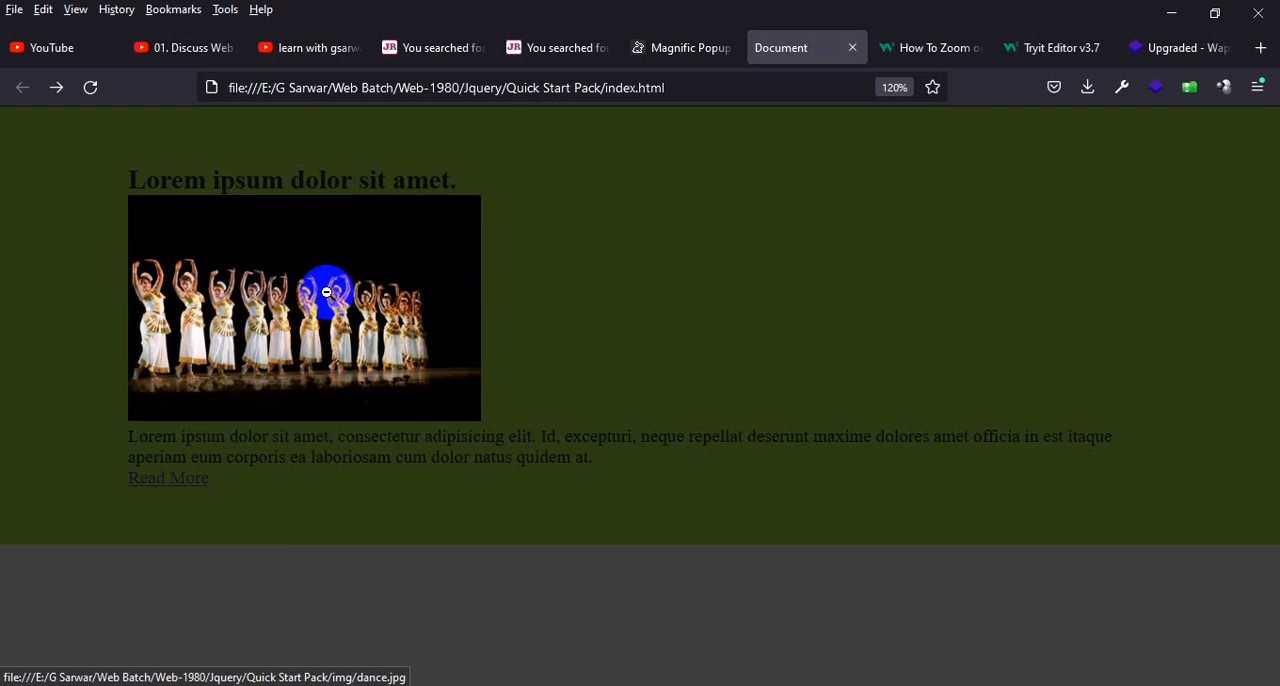 File Edit View History Bookmarks Tools Help
YouTube
01. Discuss Web
learn with gsarw
You searched fo
You searched fo
Magnific Popup
Document
How To Zoom o
Tryit Editor v3.7
Upgraded - Wap
file:///E:/G Sarwar/Web Batch/Web-1980/Jquery/Quick Start Pack/index.html
120%
Lorem ipsum dolor sit amet.
Lorem ipsum dolor sit amet, consectetur adipisicing elit. Id, excepturi, neque repellat deserunt maxime dolores amet officia in est itaque
aperiam eum corporis ea laboriosam cum dolor natus quidem at.
Read More
file:///E:/G Sarwar/Web Batch/Web-1980/Jquery/Quick Start Pack/img/dance.jpg